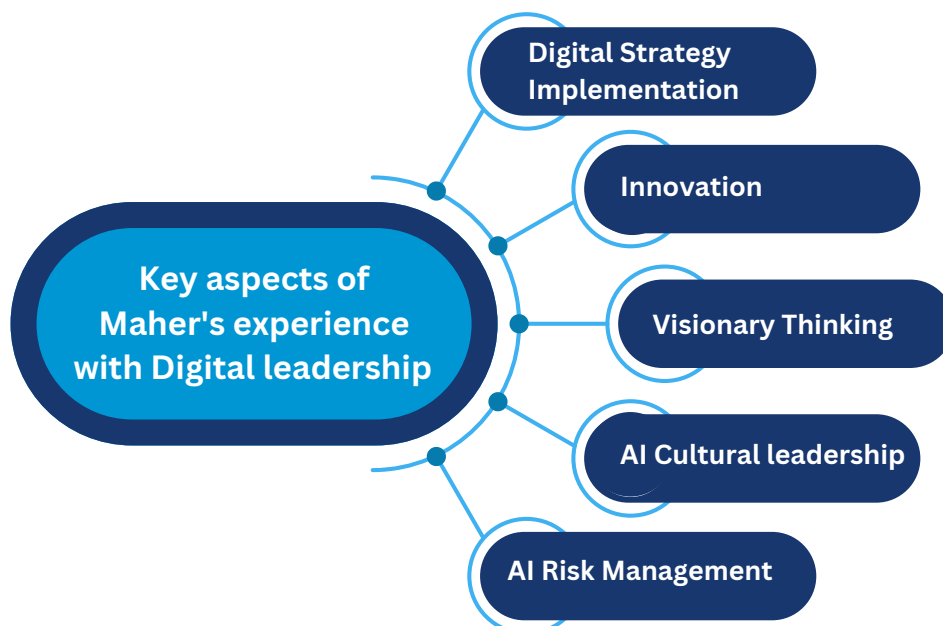 Key aspects of
Maher's experience
with Digital leadership
Digital Strategy
Implementation
Innovation
Visionary Thinking
AI Cultural leadership
AI Risk Management